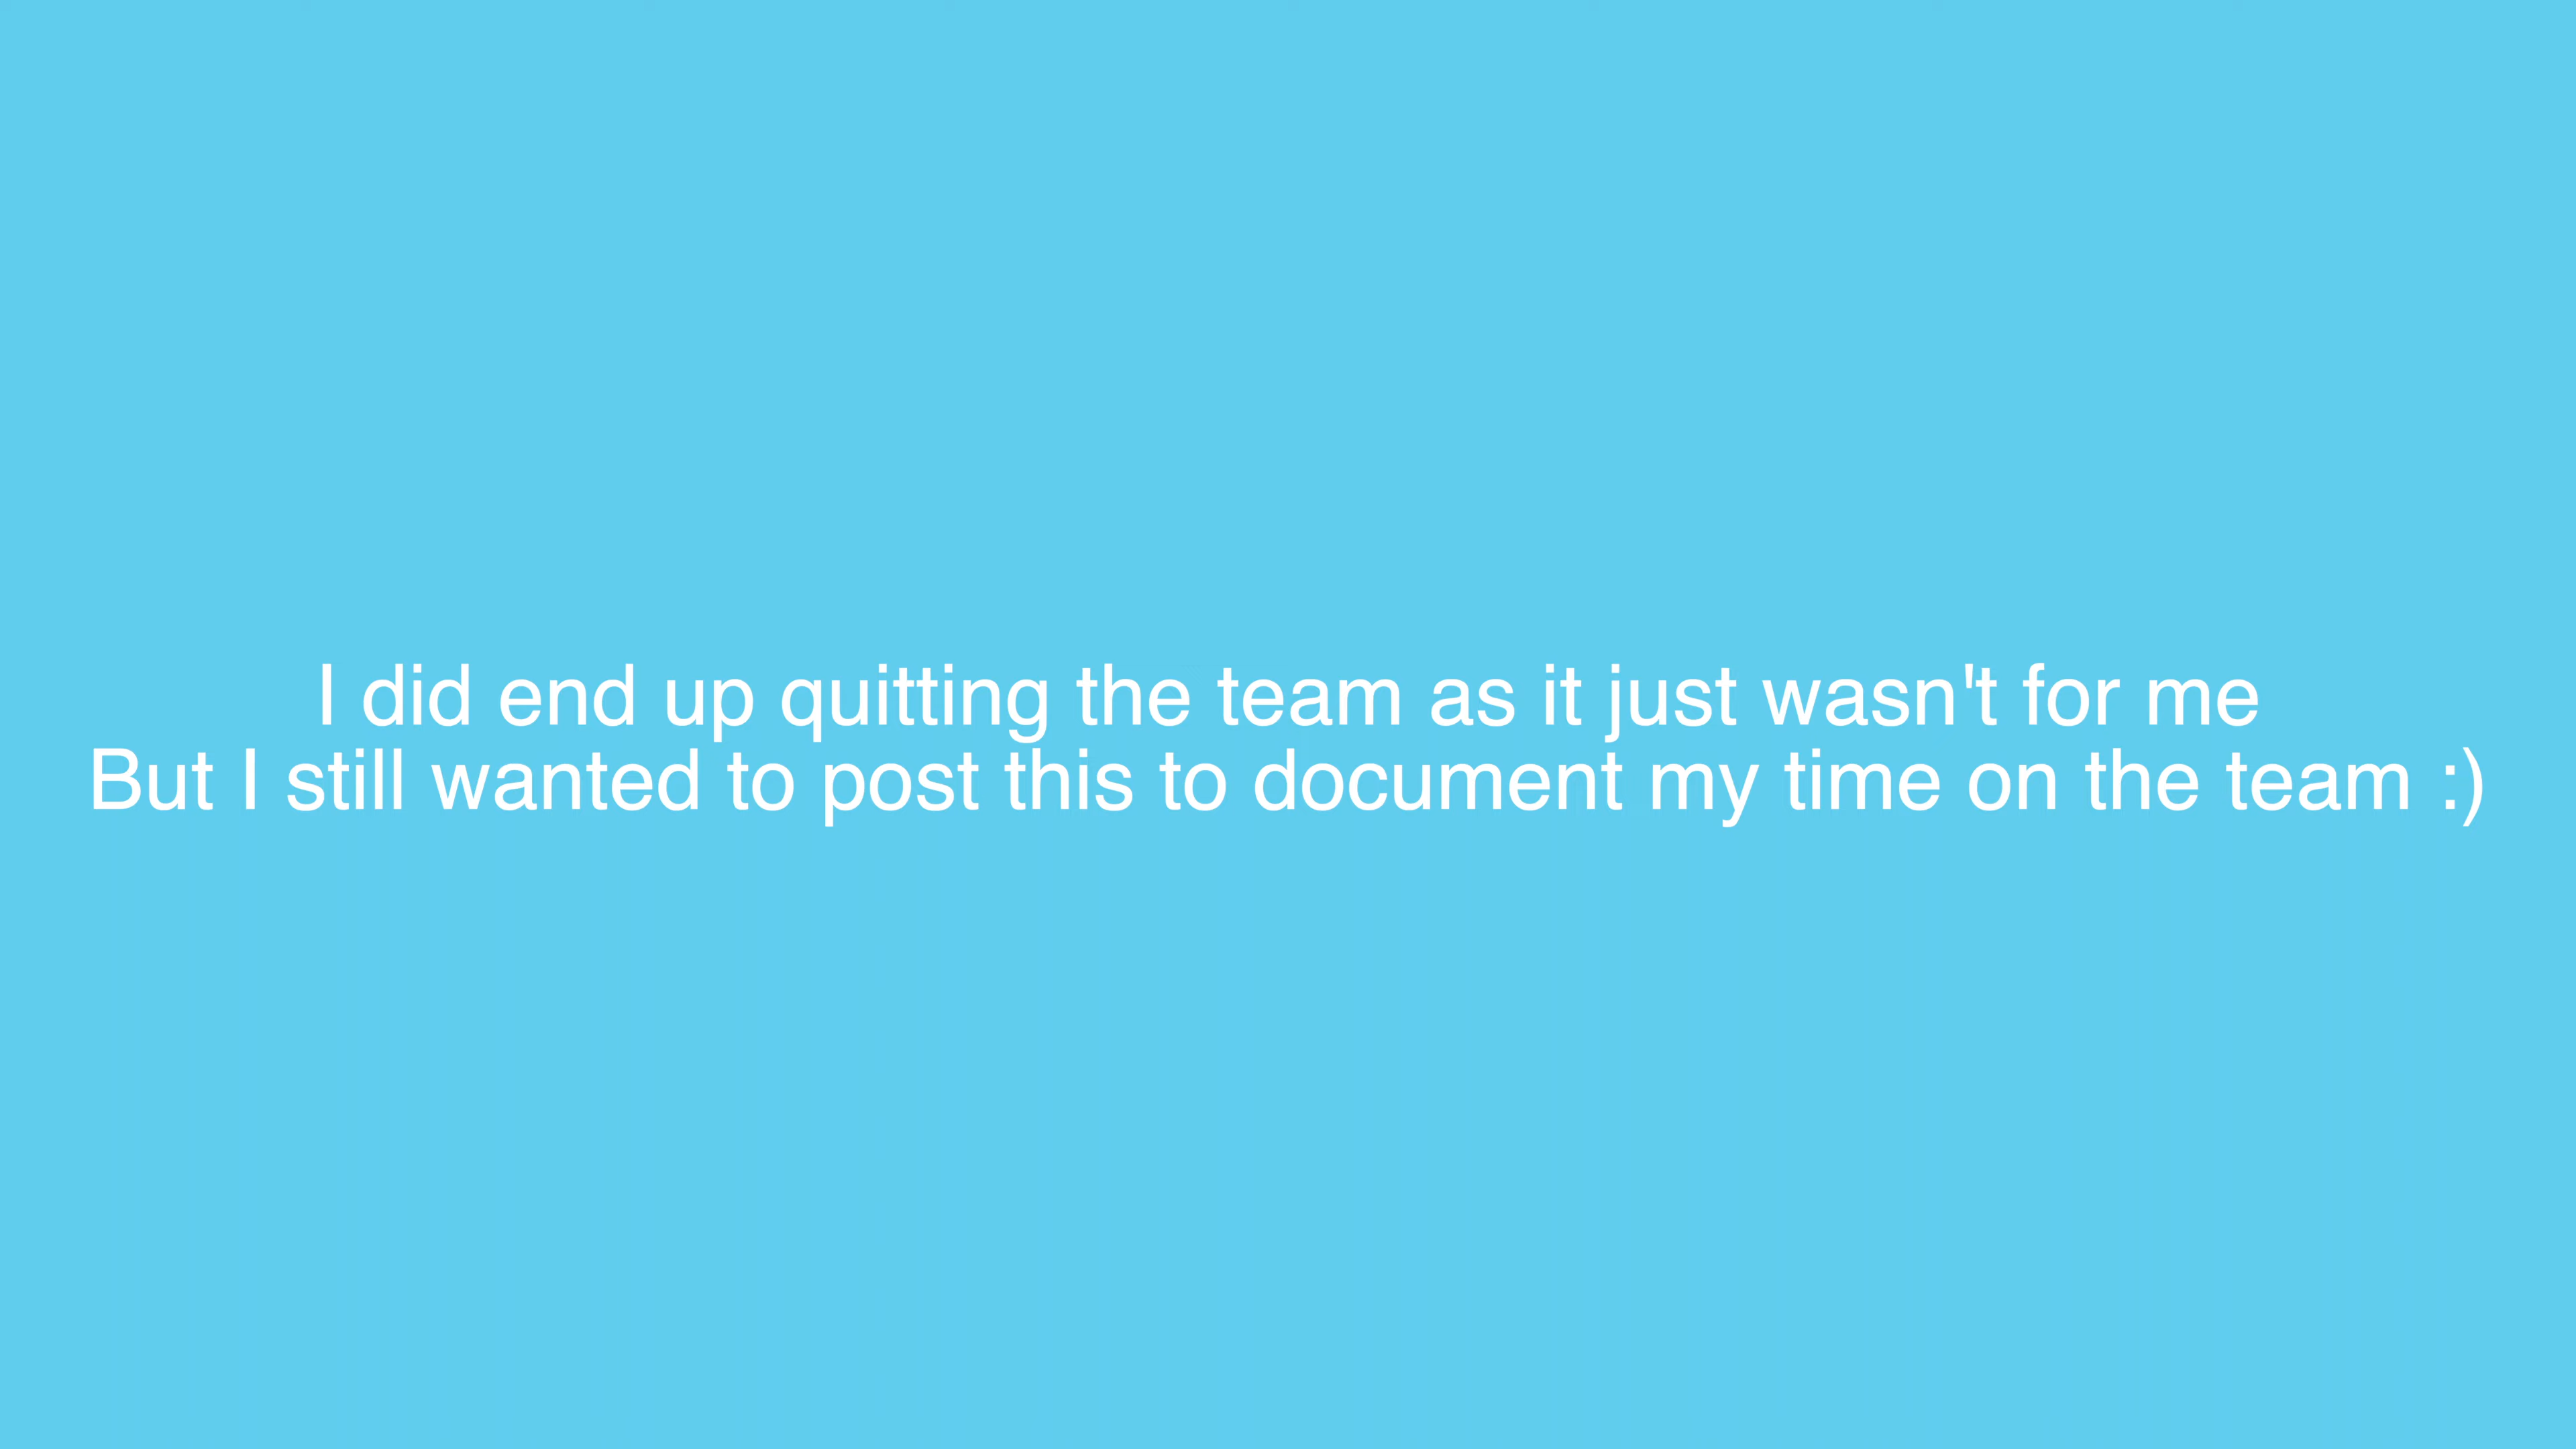 I did end up quitting the team as it just wasn't for me
But I still wanted to post this to document my time on the team :)